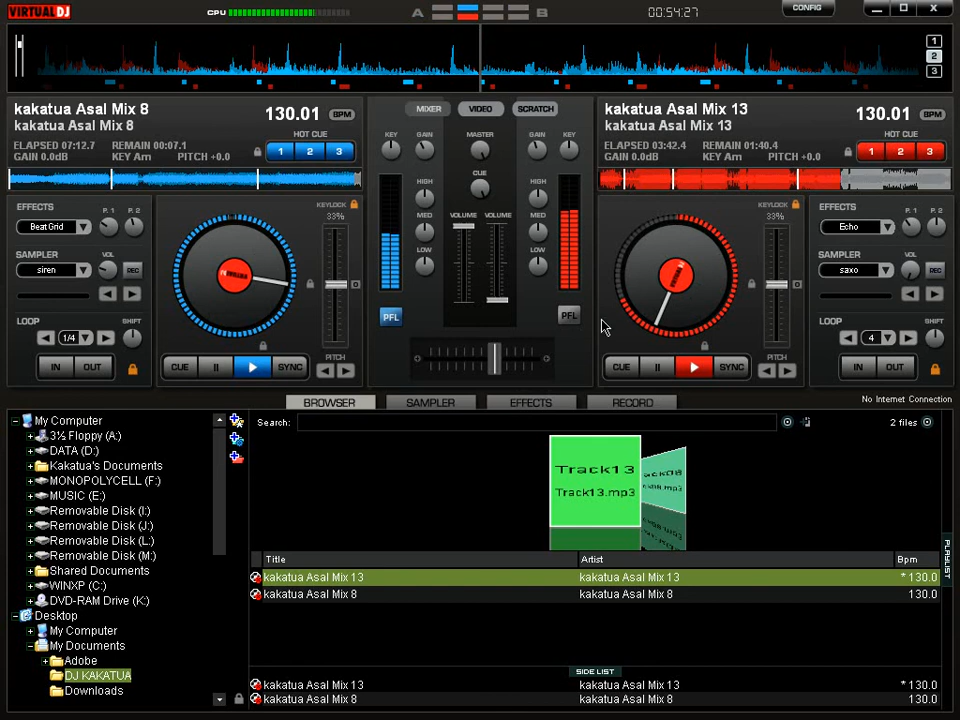 VIRTUAL DJ
CPU
A
B
00:54:27
CONFIG
1
2
3
kakatua Asal Mix 8
kakatua Asal Mix 8
130.01 BPM
HOT CUE
ELAPSED 07:12.7 REMAIN 00:07.1
GAIN 0.0dB KEY Am PITCH +0.0
1 2 3
MIXER VIDEO SCRATCH
kakatua Asal Mix 13
kakatua Asal Mix 13
130.01 BPM
HOT CUE
ELAPSED 03:42.4 REMAIN 01:40.4
GAIN 0.0dB KEY Am PITCH +0.0
1 2 3
KEY GAIN MASTER GAIN KEY
HIGH CUE HIGH
MED VOLUME VOLUME MED
LOW LOW
PFL PFL
EFFECTS P. 1 P. 2
BeatGrid
SAMPLER VOL
siren REC
LOOP SHIFT
1/4
IN OUT
KEYLOCK
33%
0
CUE SYNC
PITCH
KEYLOCK
33%
0
CUE SYNC
PITCH
EFFECTS P. 1 P. 2
Echo
SAMPLER VOL
saxo REC
LOOP SHIFT
4
IN OUT
BROWSER SAMPLER EFFECTS RECORD
No Internet Connection
My Computer
3½ Floppy (A:)
DATA (D:)
Kakatua's Documents
MONOPOLYCELL (F:)
MUSIC (E:)
Removable Disk (I:)
Removable Disk (J:)
Removable Disk (L:)
Removable Disk (M:)
Shared Documents
WINXP (C:)
DVD-RAM Drive (K:)
Desktop
My Computer
My Documents
Adobe
DJ KAKATUA
Downloads
Search:
2 files
Track13
Track13.mp3
Title Artist Bpm
kakatua Asal Mix 13 kakatua Asal Mix 13 * 130.0
kakatua Asal Mix 8 kakatua Asal Mix 8 130.0
PLAYLIST
SIDE LIST
kakatua Asal Mix 13 kakatua Asal Mix 13 * 130.0
kakatua Asal Mix 8 kakatua Asal Mix 8 130.0